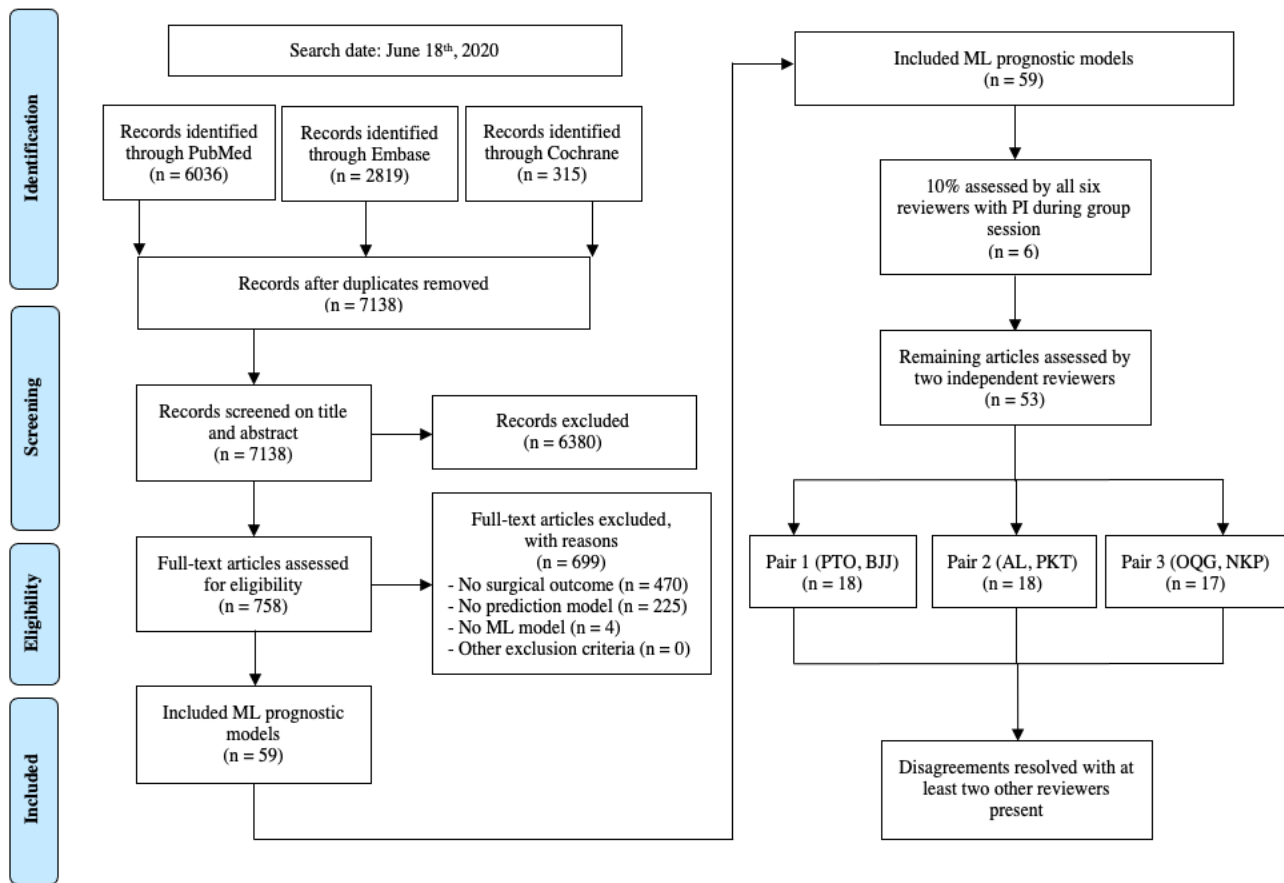 Identification
Search date: June 18th, 2020
Records identified
through PubMed
(n = 6036)
Records identified
through Embase
(n = 2819)
Records identified
through Cochrane
(n = 315)
Records after duplicates removed
(n = 7138)
Screening
Records screened on title
and abstract
(n = 7138)
Records excluded
(n = 6380)
Eligibility
Full-text articles assessed
for eligibility
(n = 758)
Full-text articles excluded,
with reasons
(n = 699)
- No surgical outcome (n = 470)
- No prediction model (n = 225)
- No ML model (n = 4)
- Other exclusion criteria (n = 0)
Included
Included ML prognostic
models
(n = 59)
Included ML prognostic models
(n = 59)
10% assessed by all six
reviewers with PI during group
session
(n = 6)
Remaining articles assessed by
two independent reviewers
(n = 53)
Pair 1 (PTO, BJJ)
(n = 18)
Pair 2 (AL, PKT)
(n = 18)
Pair 3 (OQG, NKP)
(n = 17)
Disagreements resolved with at
least two other reviewers
present